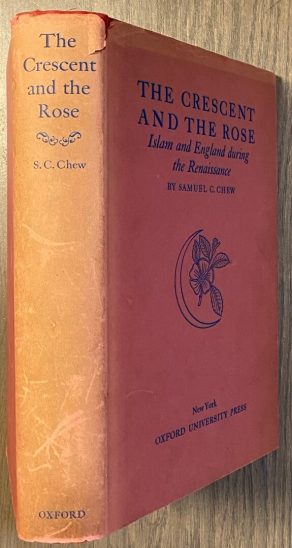 The
Crescent
and the
Rose
S. C. Chew
OXFORD
THE CRESCENT
AND THE ROSE
Islam and England during
the Renaissance
BY SAMUEL C. CHEW
New York
OXFORD UNIVERSITY PRESS